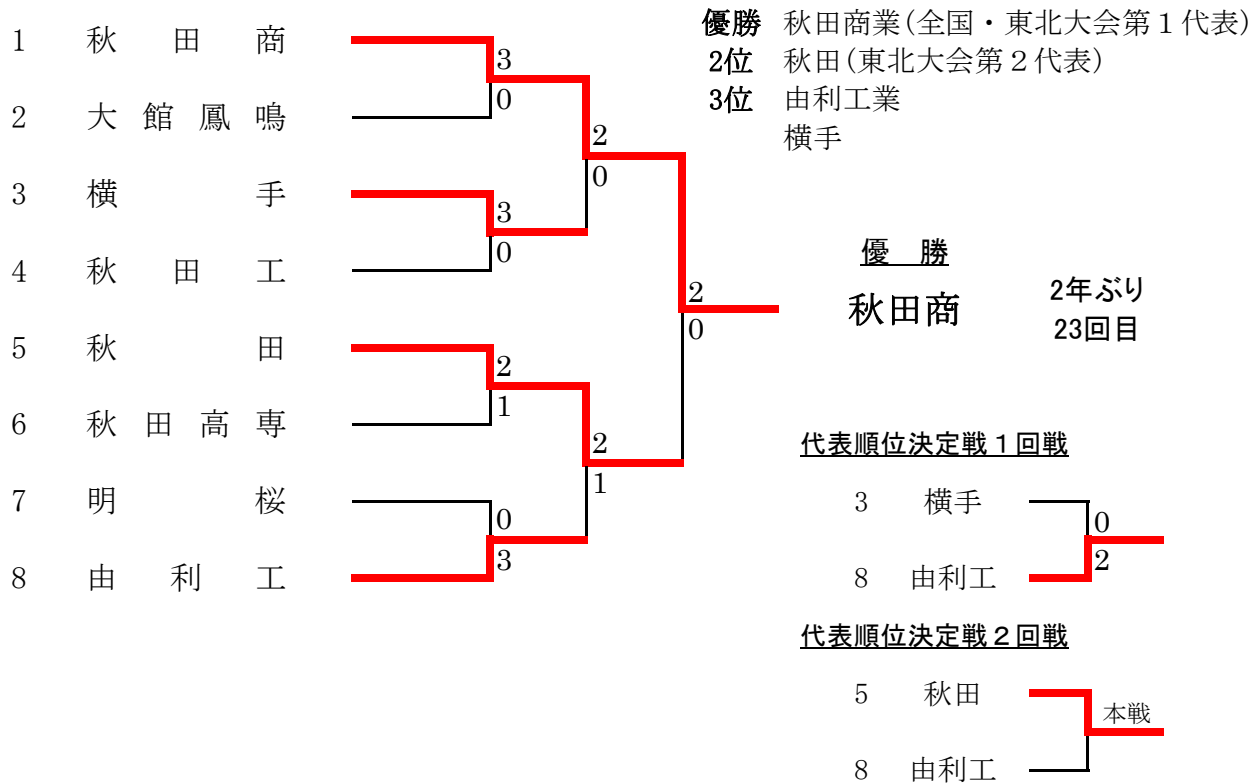 優勝 秋田商業(全国・東北大会第１代表)
2位 秋田(東北大会第２代表)
3位 由利工業
横手
1 秋田商
2 大館鳳鳴
3 横手
4 秋田工
5 秋田
6 秋田高専
7 明桜
8 由利工
3
0
3
0
2
1
0
3
2
0
2
1
2
0
優　勝
秋田商
2年ぶり
23回目
代表順位決定戦１回戦
3 横手
0
2
8 由利工
代表順位決定戦２回戦
5 秋田
本戦
8 由利工